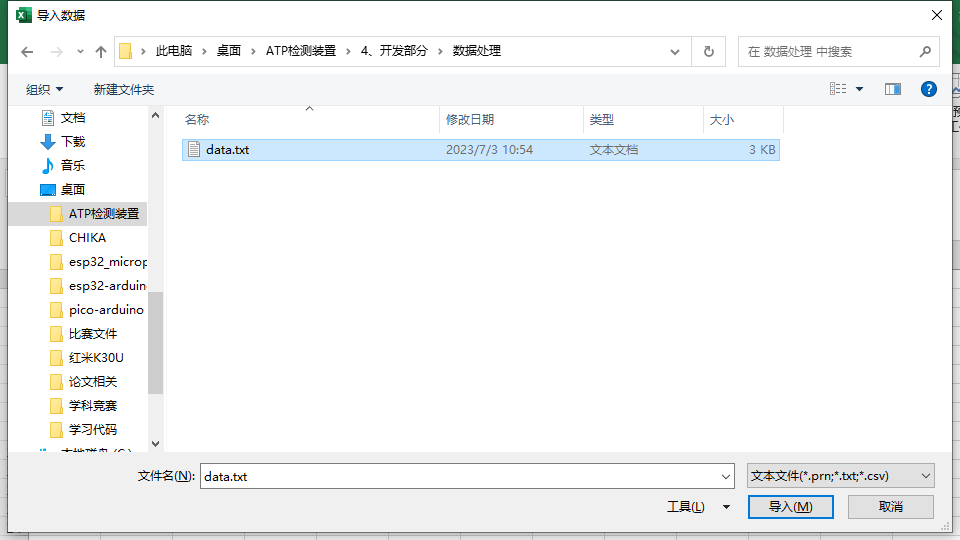 导入数据
此电脑 › 桌面 › ATP检测装置 › 4、开发部分 › 数据处理
在 数据处理 中搜索
组织 新建文件夹
名称 修改日期 类型 大小
data.txt 2023/7/3 10:54 文本文档 3 KB
文档
下载
音乐
桌面
ATP检测装置
CHIKA
esp32_microp
esp32-arduin
pico-arduino
比赛文件
红米K30U
论文相关
学科竞赛
学习代码
文件名(N): data.txt 文本文件(*.prn;*.txt;*.csv)
工具(L) 导入(M) 取消